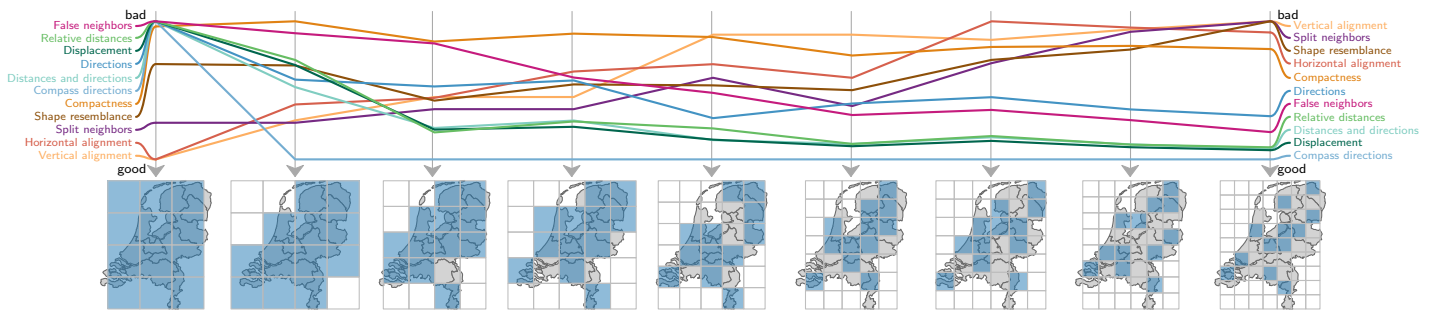 bad
False neighbors
Relative distances
Displacement
Directions
Distances and directions
Compass directions
Compactness
Shape resemblance
Split neighbors
Horizontal alignment
Vertical alignment
good
bad
Vertical alignment
Split neighbors
Shape resemblance
Horizontal alignment
Compactness
Directions
False neighbors
Relative distances
Distances and directions
Displacement
Compass directions
good